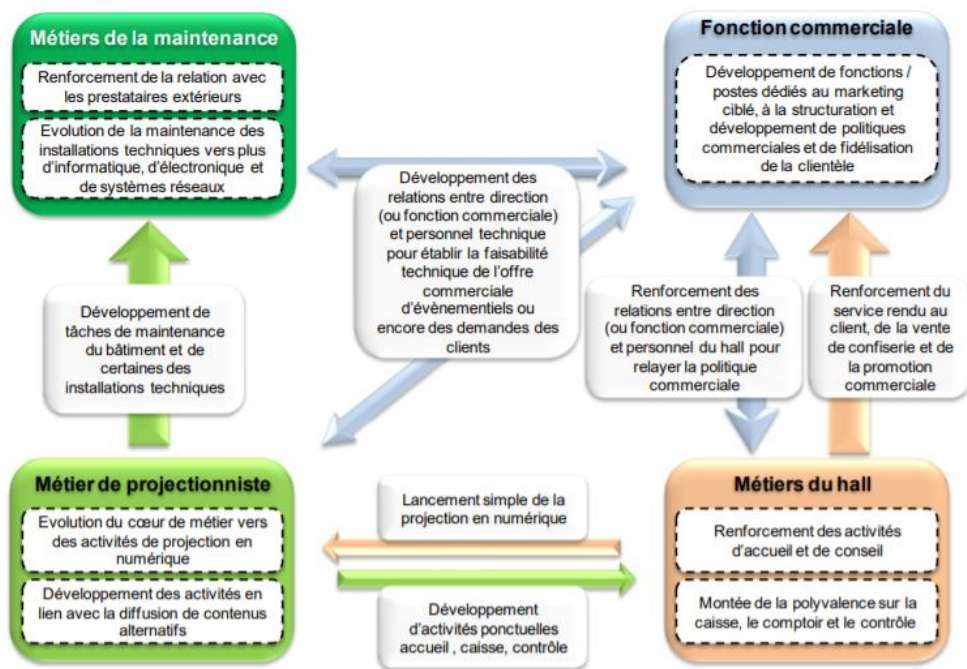 Métiers de la maintenance
Renforcement de la relation avec
les prestataires extérieurs
Evolution de la maintenance des
installations techniques vers plus
d'informatique, d'électronique et
de systèmes réseaux
Fonction commerciale
Développement de fonctions /
postes dédiés au marketing
ciblé, à la structuration et
développement de politiques
commerciales et de fidélisation
de la clientèle
Développement des
relations entre direction
(ou fonction commerciale)
et personnel technique
pour établir la faisabilité
technique de l'offre
commerciale
d'évènementiels ou
encore des demandes des
clients
Développement de
tâches de maintenance
du bâtiment et de
certaines des
installations techniques
Renforcement des
relations entre direction
(ou fonction commerciale)
et personnel du hall pour
relayer la politique
commerciale
Renforcement du
service rendu au
client, de la vente
de confiserie et de
la promotion
commerciale
Métier de projectionniste
Evolution du cœur de métier vers
des activités de projection en
numérique
Développement des activités en
lien avec la diffusion de contenus
alternatifs
Lancement simple de la
projection en numérique
Développement
d'activités ponctuelles
accueil , caisse, contrôle
Métiers du hall
Renforcement des activités
d'accueil et de conseil
Montée de la polyvalence sur la
caisse, le comptoir et le contrôle